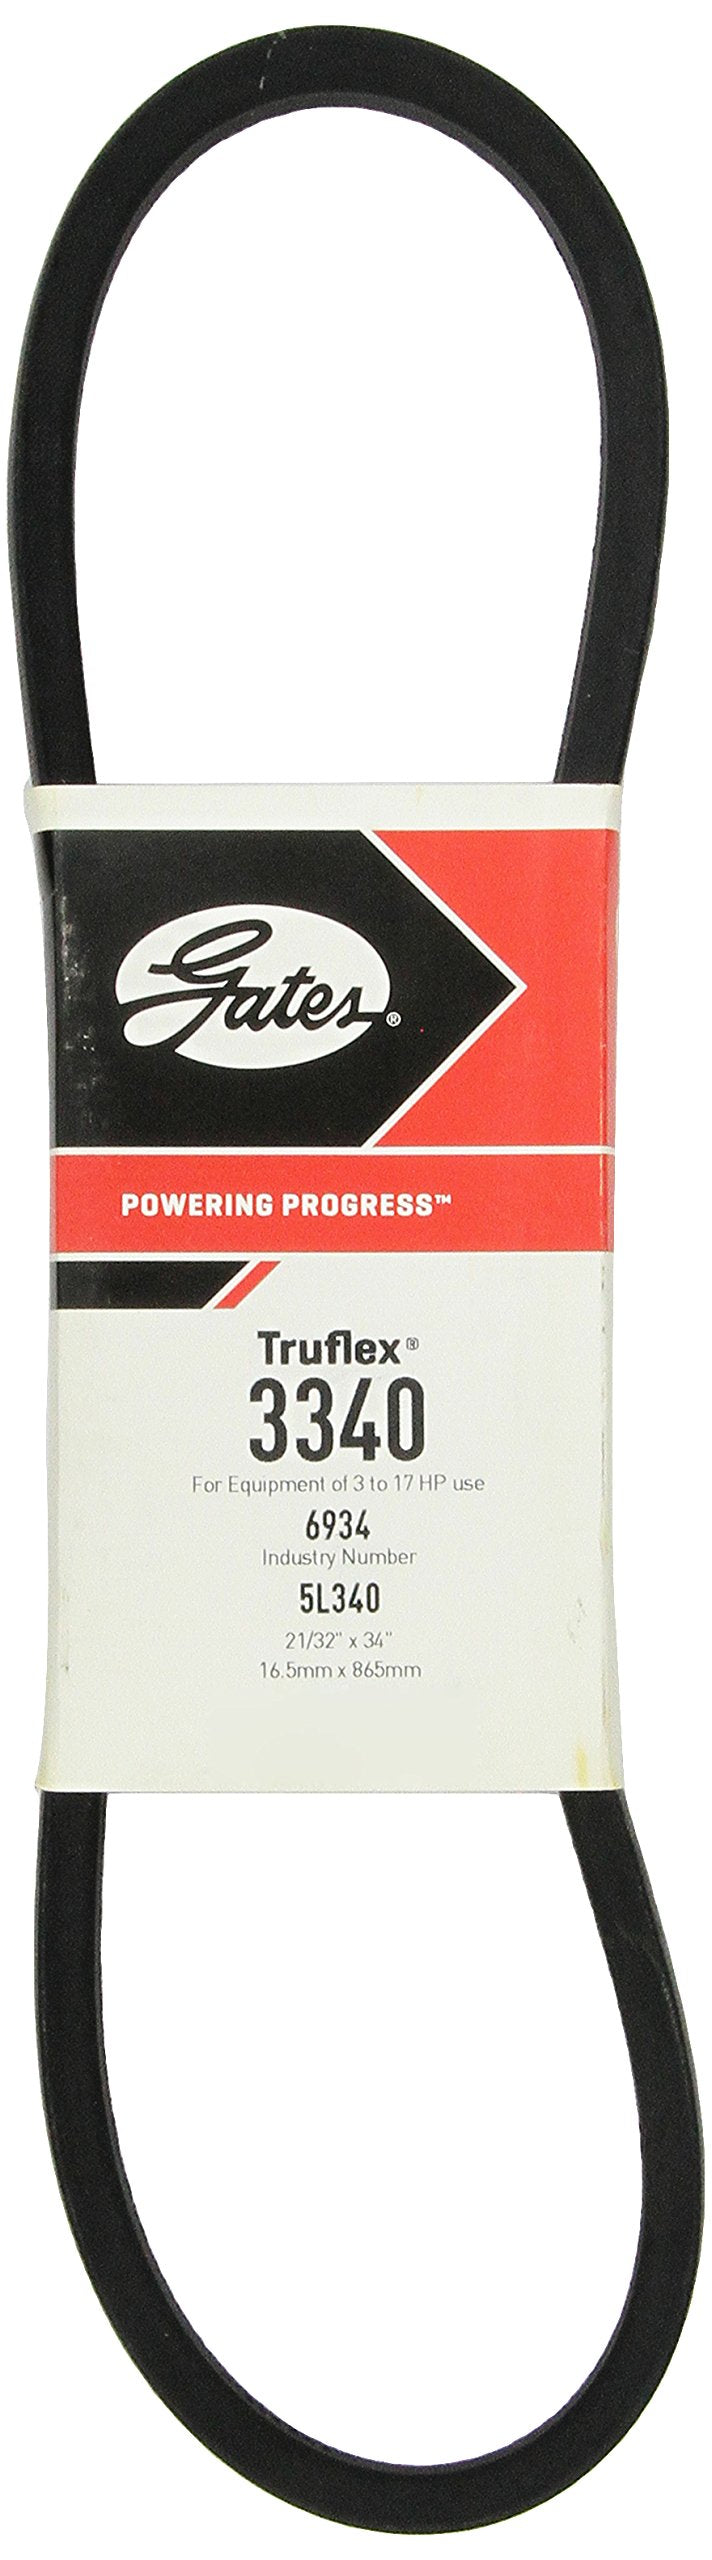 Gates®
POWERING PROGRESS™
Truflex®
3340
For Equipment of 3 to 17 HP use
6934
Industry Number
5L340
21/32" x 34"
16.5mm x 865mm